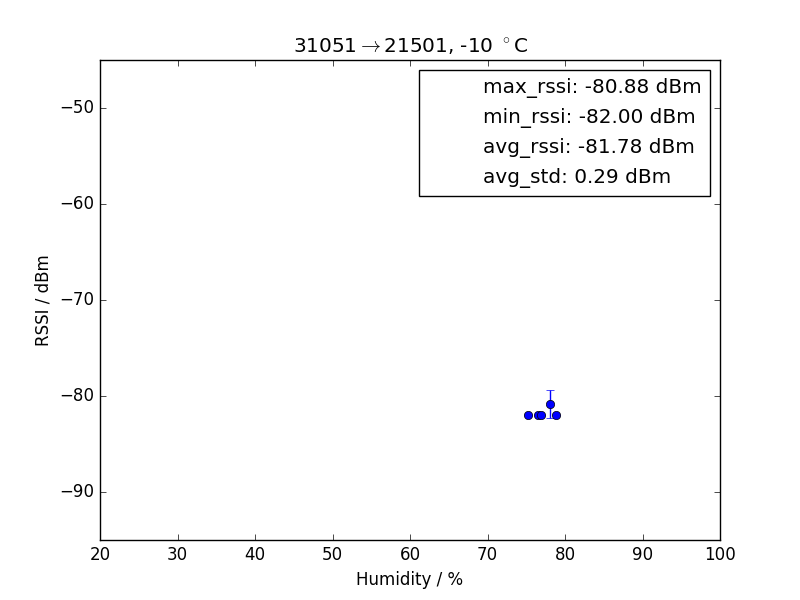 31051→21501, -10 °C
max_rssi: -80.88 dBm
min_rssi: -82.00 dBm
avg_rssi: -81.78 dBm
avg_std: 0.29 dBm
RSSI / dBm
−50
−60
−70
−80
−90
20 30 40 50 60 70 80 90 100
Humidity / %